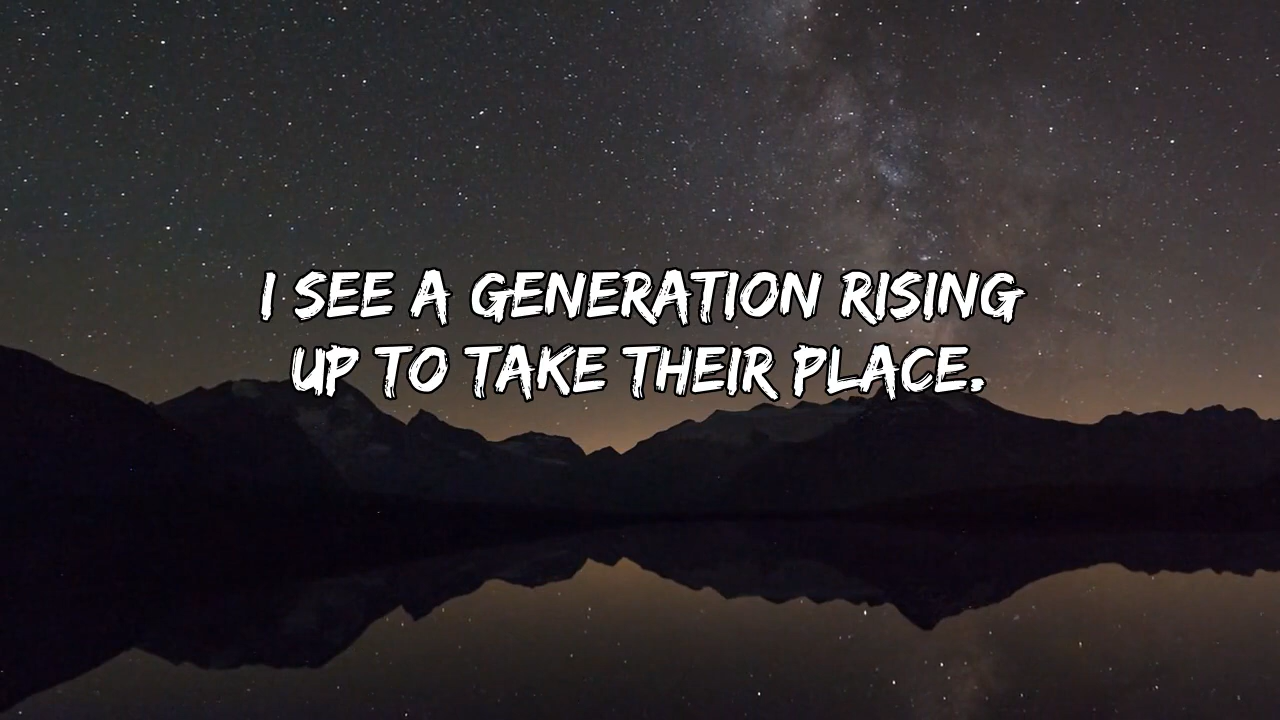 I SEE A GENERATION RISING
UP TO TAKE THEIR PLACE.